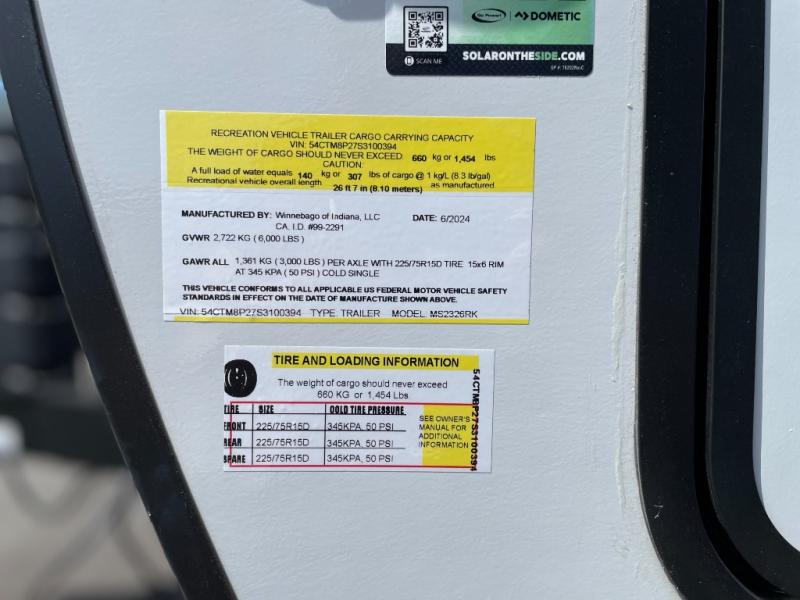 Go Power! DOMETIC
SCAN ME
SOLARONTHESIDE.COM
RECREATION VEHICLE TRAILER CARGO CARRYING CAPACITY
VIN: 54CTM8P27S3100394
THE WEIGHT OF CARGO SHOULD NEVER EXCEED: 660 kg or 1,454 lbs
CAUTION:
A full load of water equals 140 kg or 307 lbs of cargo @ 1 kg/L (8.3 lb/gal)
Recreational vehicle overall length 26 ft 7 in (8.10 meters) as manufactured
MANUFACTURED BY: Winnebago of Indiana, LLC DATE: 6/2024
CA. I.D. #99-2291
GVWR 2,722 KG ( 6,000 LBS )
GAWR ALL 1,361 KG ( 3,000 LBS ) PER AXLE WITH 225/75R15D TIRE 15x6 RIM
AT 345 KPA ( 50 PSI ) COLD SINGLE
THIS VEHICLE CONFORMS TO ALL APPLICABLE US FEDERAL MOTOR VEHICLE SAFETY
STANDARDS IN EFFECT ON THE DATE OF MANUFACTURE SHOWN ABOVE.
VIN: 54CTM8P27S3100394 TYPE: TRAILER MODEL: MS2326RK
TIRE AND LOADING INFORMATION
The weight of cargo should never exceed
660 KG or 1,454 Lbs
TIRE SIZE COLD TIRE PRESSURE
FRONT 225/75R15D 345KPA, 50 PSI
REAR 225/75R15D 345KPA, 50 PSI
SPARE 225/75R15D 345KPA, 50 PSI
SEE OWNER'S
MANUAL FOR
ADDITIONAL
INFORMATION
54CTM8P27S3100394